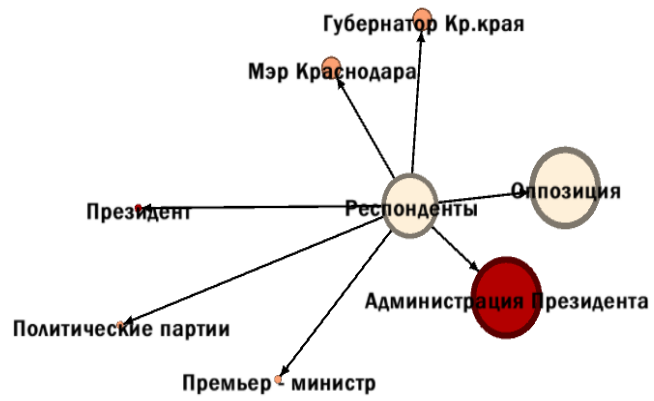 Губернатор Кр.края
Мэр Краснодара
Оппозиция
Президент
Респонденты
Администрация Президента
Политические партии
Премьер - министр